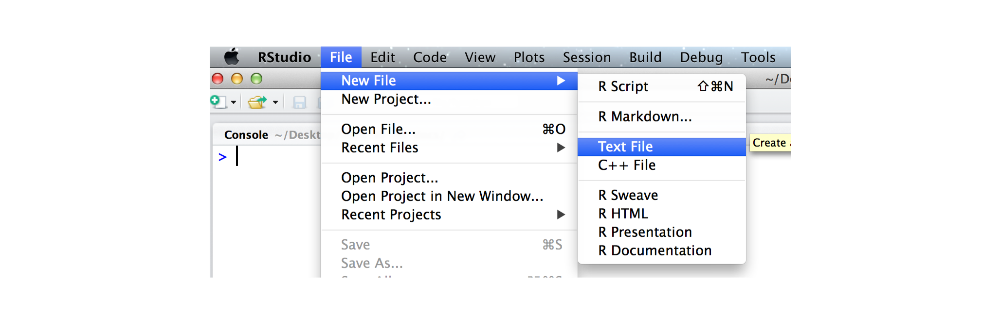 RStudio File Edit Code View Plots Session Build Debug Tools
~/D
New File
New Project...
Open File... ⌘O
Recent Files
Open Project...
Open Project in New Window...
Recent Projects
Save ⌘S
Save As...
R Script ⇧⌘N
R Markdown...
Text File
C++ File
R Sweave
R HTML
R Presentation
R Documentation
Create
Console ~/Deskt
>